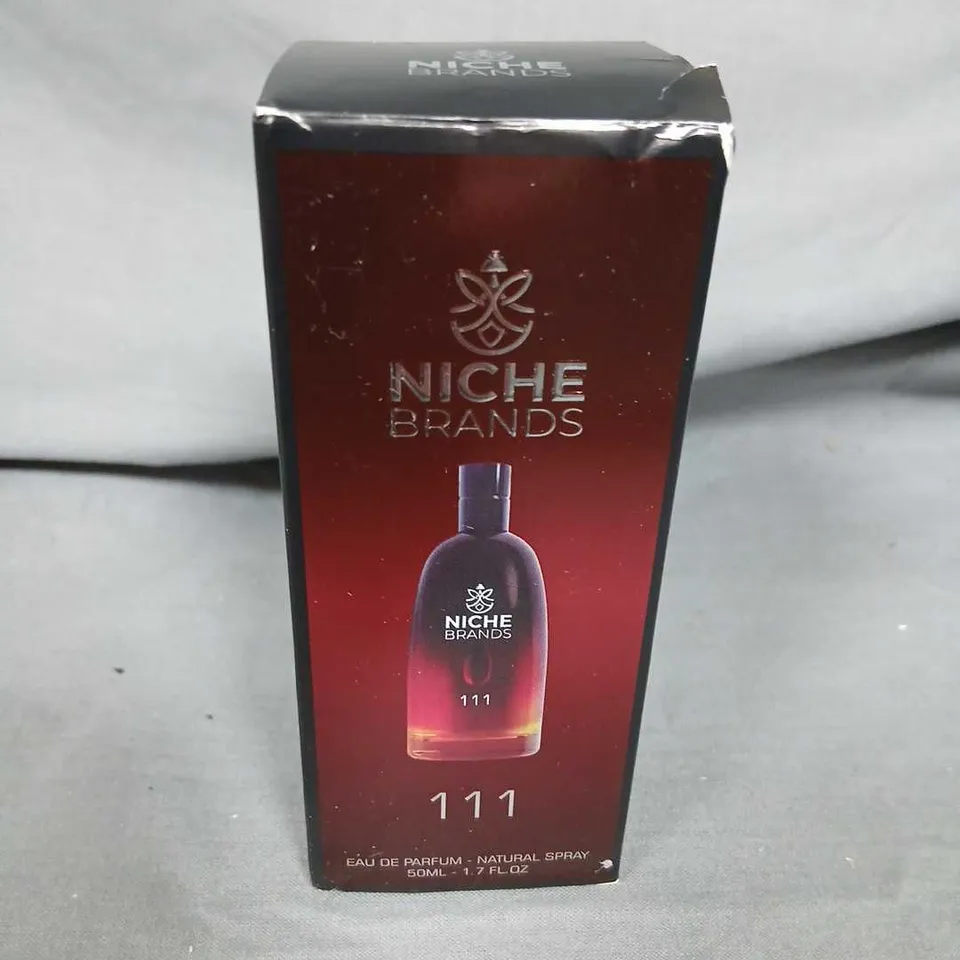 NICHE
BRANDS
NICHE
BRANDS
NICHE
BRANDS
111
111
EAU DE PARFUM - NATURAL SPRAY
50ML - 1.7 FL.OZ